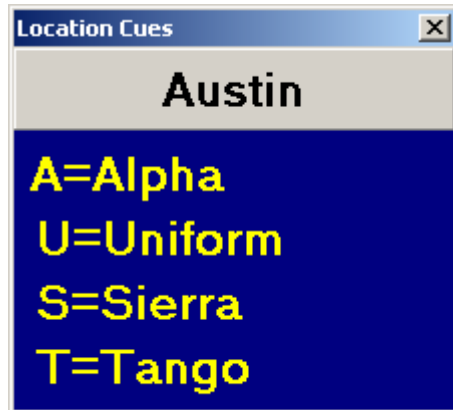 Location Cues
Austin
A=Alpha
U=Uniform
S=Sierra
T=Tango